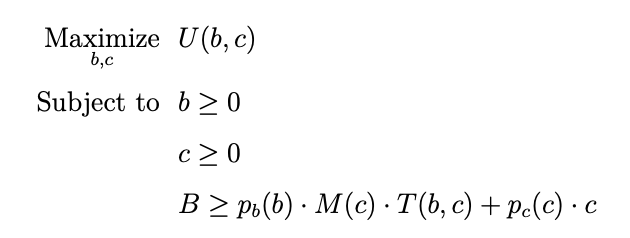 Maximize U(b, c)
b,c
Subject to b ≥ 0
c ≥ 0
B ≥ p_b(b) · M(c) · T(b, c) + p_c(c) · c